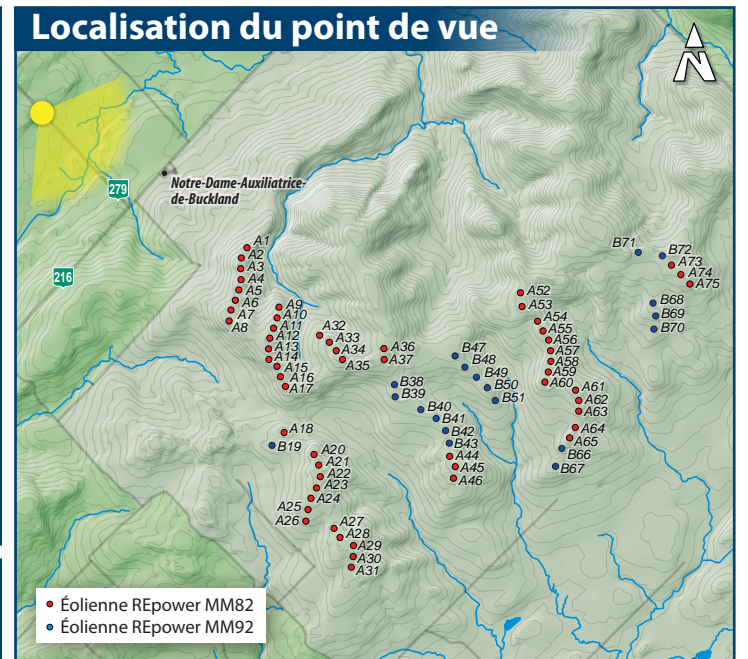 Localisation du point de vue
N
279
Notre-Dame-Auxiliatrice-
de-Buckland
216
A1
A2
A3
A4
A5
A6
A7
A8
A9
A10
A11
A12
A13
A14
A15
A16
A17
A32
A33
A34
A35
A36
A37
B38
B39
B40
B41
B42
B43
A44
A45
A46
B47
B48
B49
B50
B51
A52
A53
A54
A55
A56
A57
A58
A59
A60
A61
A62
A63
A64
A65
B66
B67
B71
B72
A73
A74
A75
B68
B69
B70
A18
B19
A20
A21
A22
A23
A24
A25
A26
A27
A28
A29
A30
A31
Éolienne REpower MM82
Éolienne REpower MM92